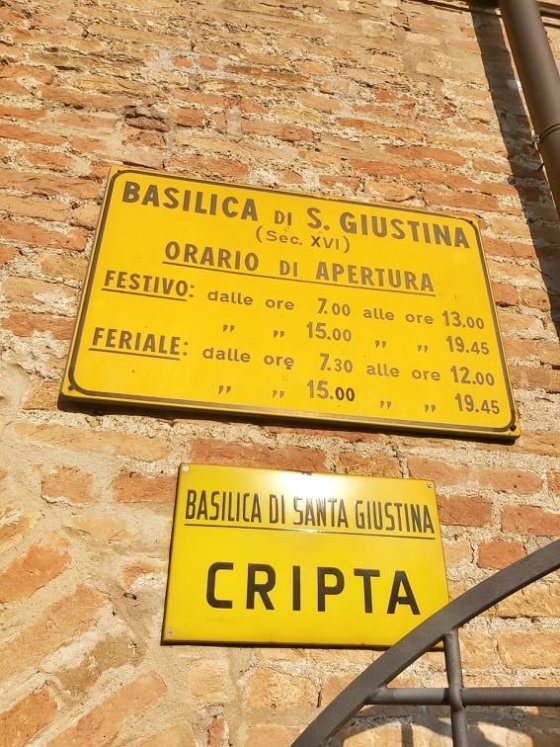 BASILICA DI S. GIUSTINA
(Sec. XVI)
ORARIO DI APERTURA
FESTIVO: dalle ore 7.00 alle ore 13.00
" " 15.00 " " 19.45
FERIALE: dalle ore 7.30 alle ore 12.00
" " 15.00 " " 19.45
BASILICA DI SANTA GIUSTINA
CRIPTA